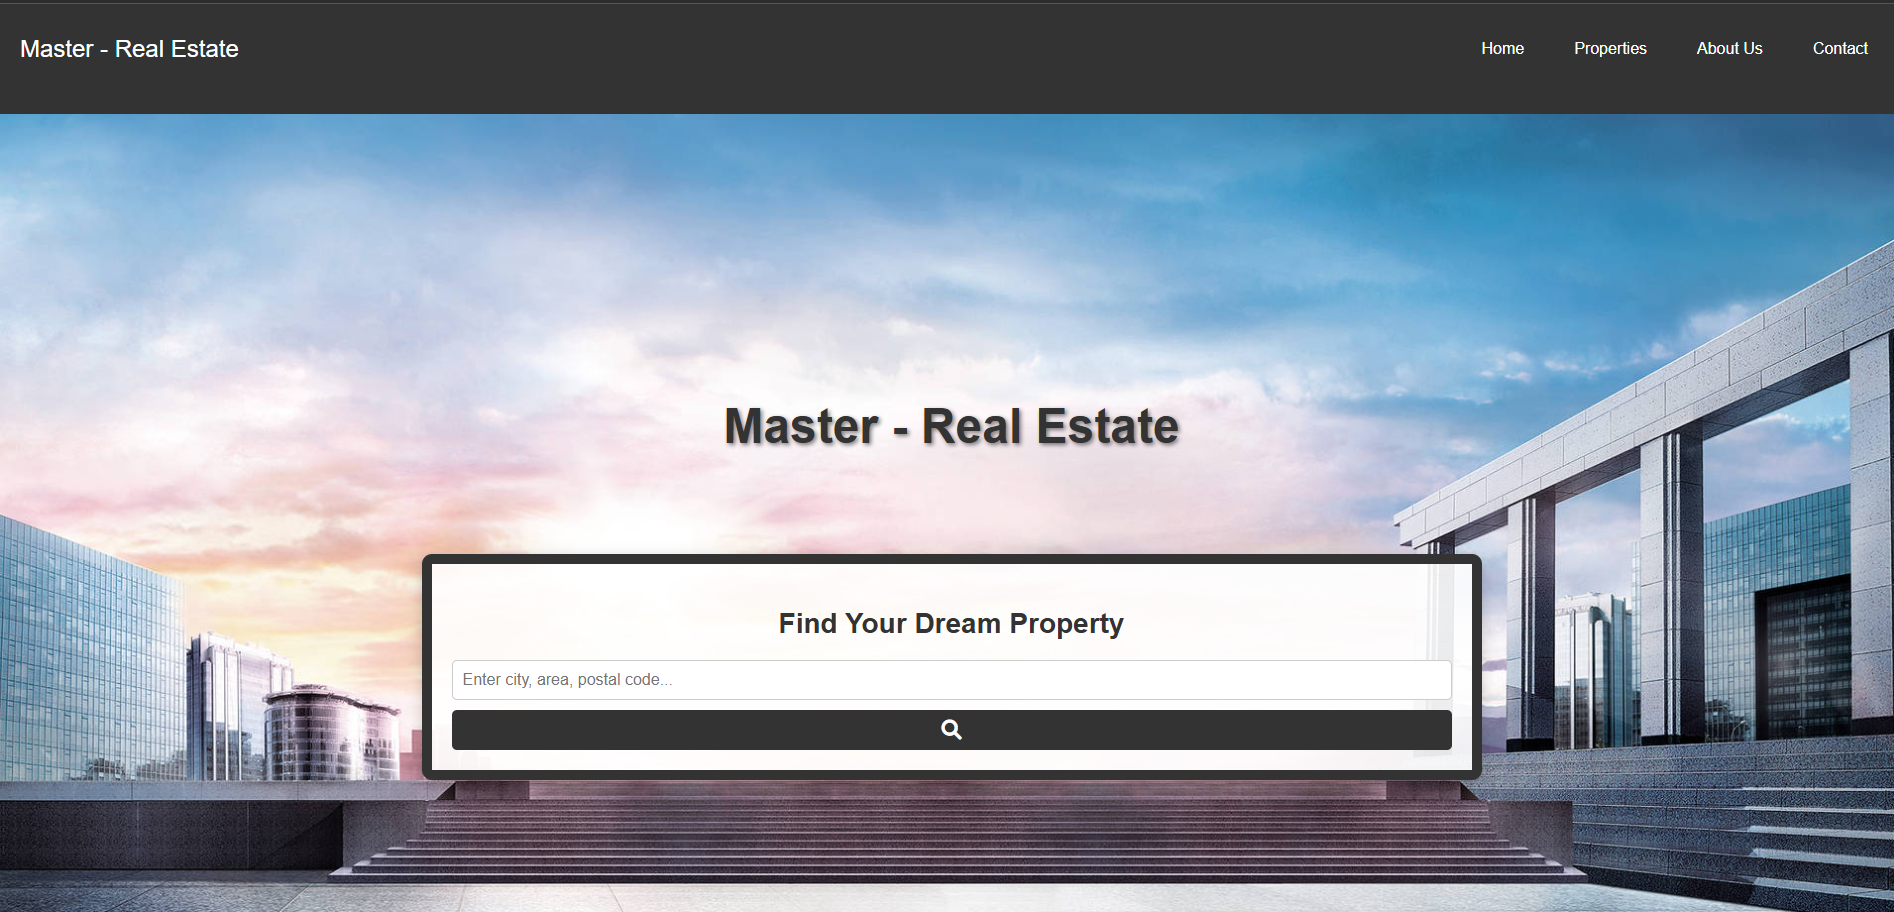 Master - Real Estate
Home Properties About Us Contact
Master - Real Estate
Find Your Dream Property
Enter city, area, postal code...